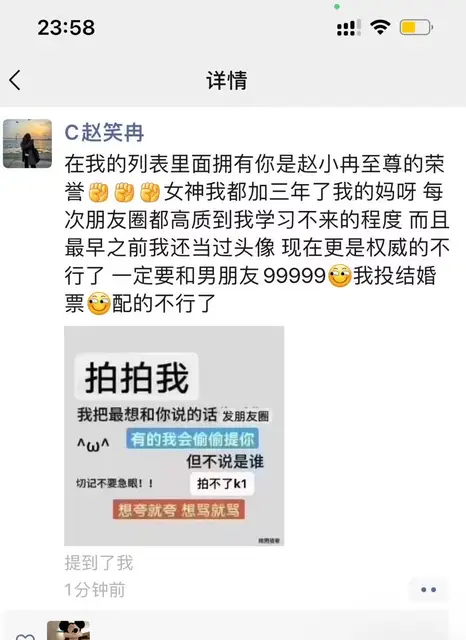 23:58
详情
C赵笑冉
在我的列表里面拥有你是赵小冉至尊的荣
誉✊✊✊女神我都加三年了我的妈呀 每
次朋友圈都高质到我学习不来的程度 而且
最早之前我还当过头像 现在更是权威的不
行了 一定要和男朋友99999我投结婚
票配的不行了
拍拍我
我把最想和你说的话 发朋友圈
^ω^ 有的我会偷偷提你
但不说是谁
切记不要急眼！！ 拍不了k1
想夸就夸 想骂就骂
提到了我
1分钟前